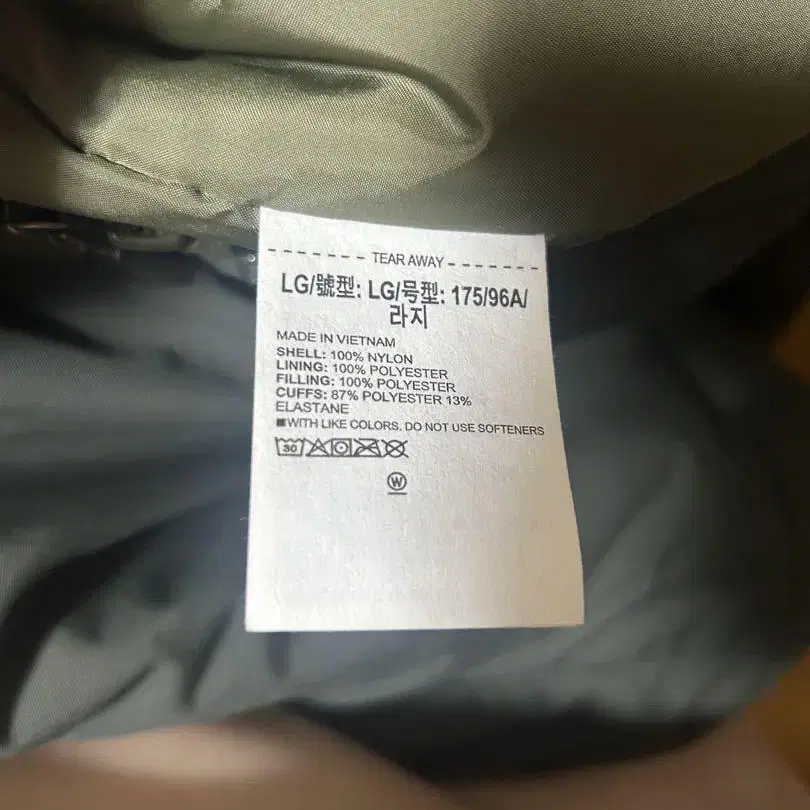 TEAR AWAY
LG/號型: LG/号型: 175/96A/
라지
MADE IN VIETNAM
SHELL: 100% NYLON
LINING: 100% POLYESTER
FILLING: 100% POLYESTER
CUFFS: 87% POLYESTER 13%
ELASTANE
■WITH LIKE COLORS. DO NOT USE SOFTENERS
30
W